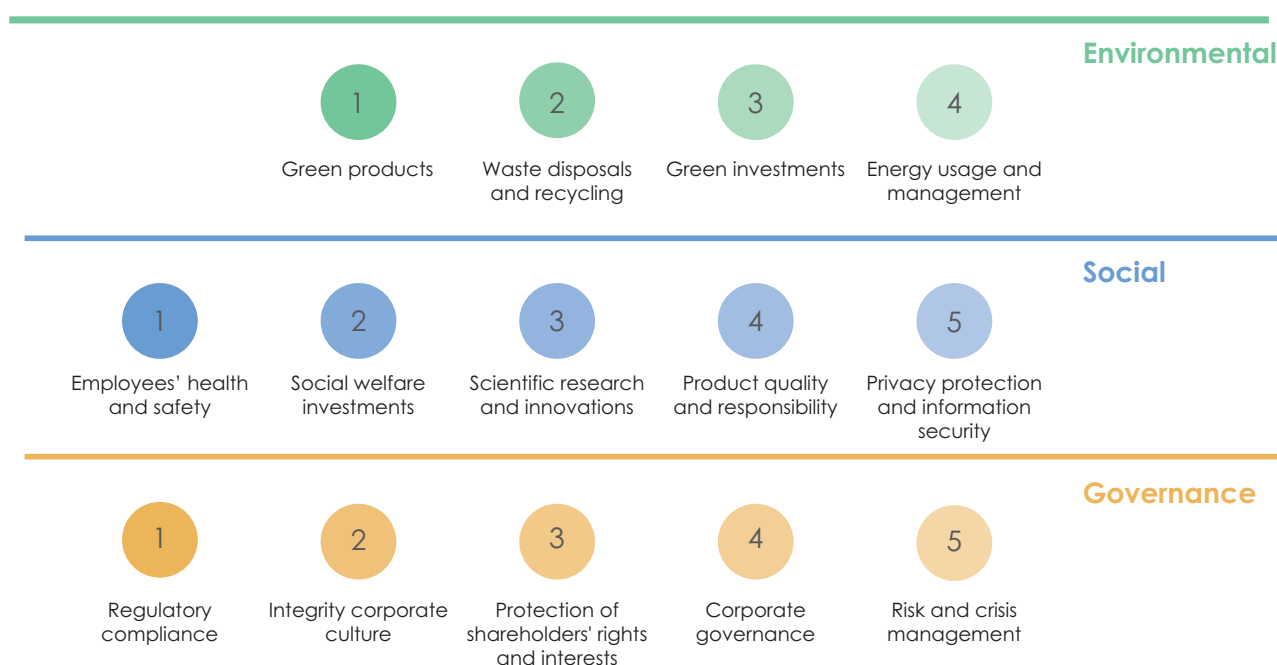 Environmental
1
2
3
4
Green products
Waste disposals
and recycling
Green investments
Energy usage and
management
Social
1
2
3
4
5
Employees’ health
and safety
Social welfare
investments
Scientific research
and innovations
Product quality
and responsibility
Privacy protection
and information
security
Governance
1
2
3
4
5
Regulatory
compliance
Integrity corporate
culture
Protection of
shareholders' rights
and interests
Corporate
governance
Risk and crisis
management